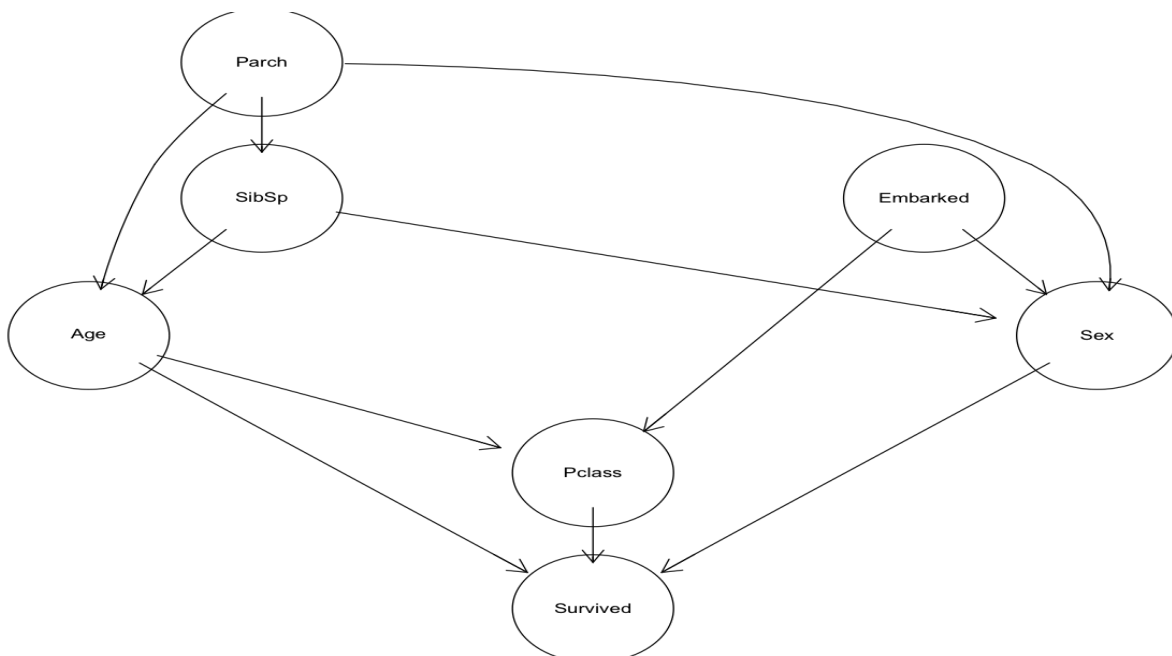 Parch
SibSp
Embarked
Age
Sex
Pclass
Survived